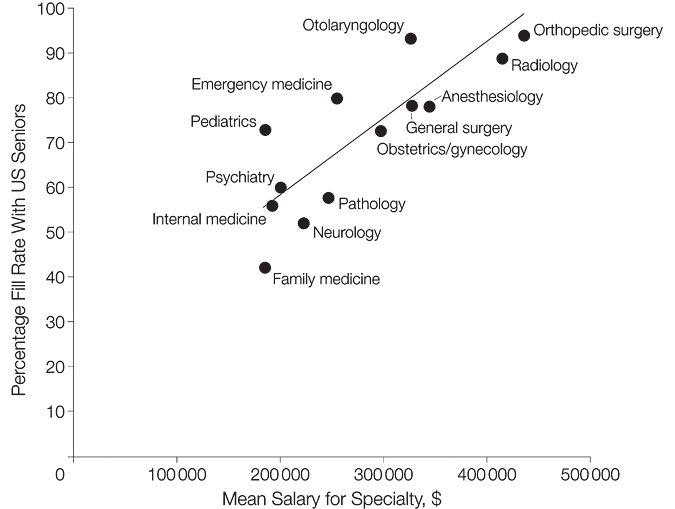 100
90
80
70
60
50
40
30
20
10
0
100 000
200 000
300 000
400 000
500 000
Percentage Fill Rate With US Seniors
Mean Salary for Specialty, $
Otolaryngology
Orthopedic surgery
Radiology
Emergency medicine
Anesthesiology
Pediatrics
General surgery
Obstetrics/gynecology
Psychiatry
Pathology
Internal medicine
Neurology
Family medicine